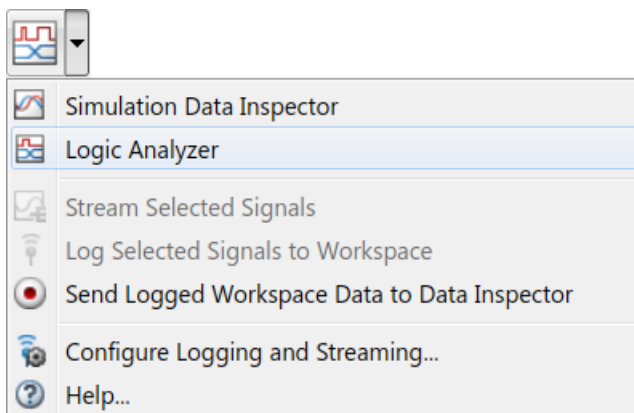 Simulation Data Inspector
Logic Analyzer
Stream Selected Signals
Log Selected Signals to Workspace
Send Logged Workspace Data to Data Inspector
Configure Logging and Streaming...
Help...